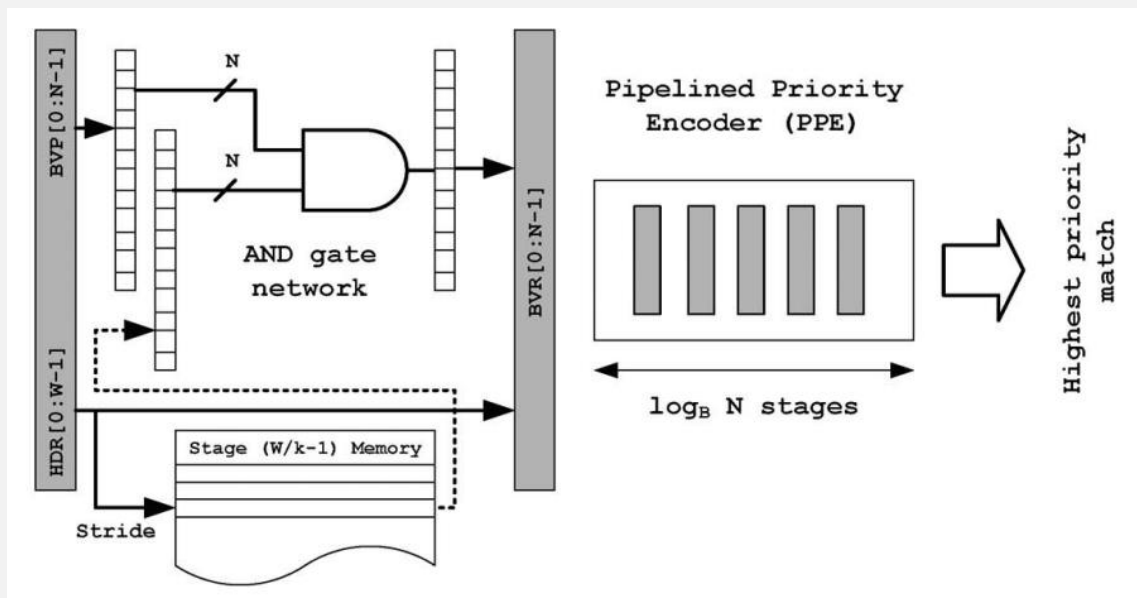 BVP[0:N-1]
HDR[0:W-1]
N
N
AND gate
network
Stride
Stage (W/k-1) Memory
BVR[0:N-1]
Pipelined Priority
Encoder (PPE)
log_B N stages
Highest priority
match